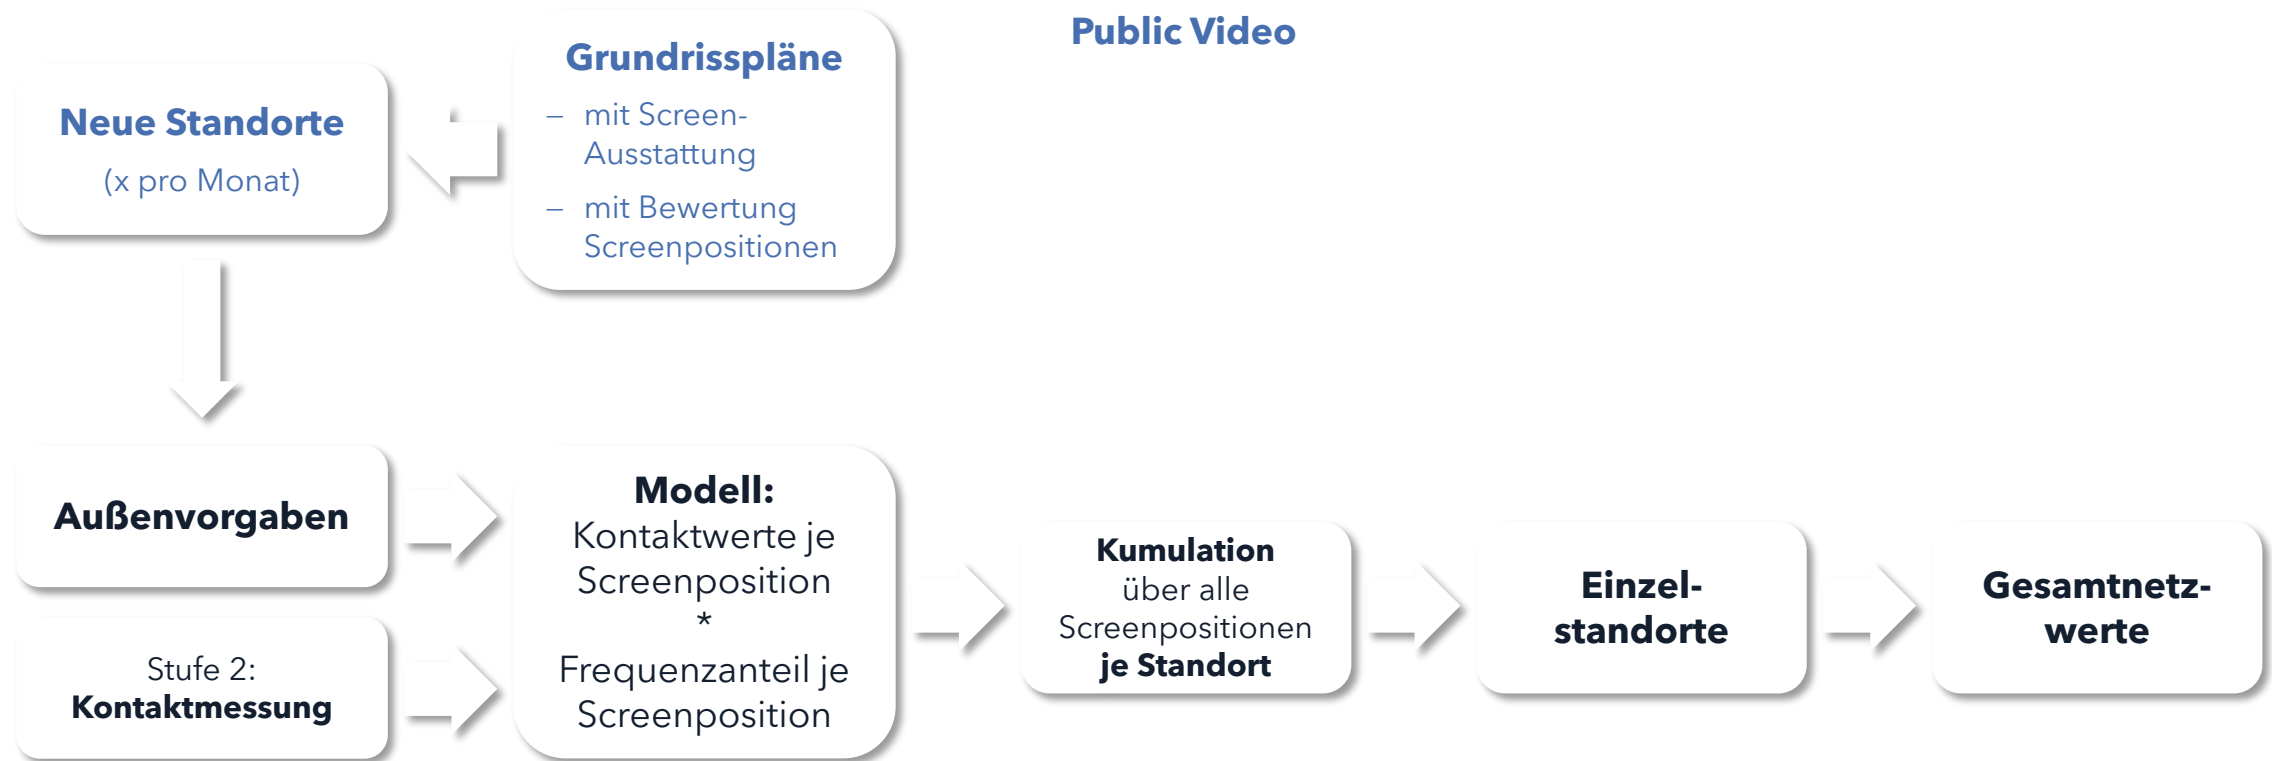 Public Video
Neue Standorte
(x pro Monat)
Grundrisspläne
– mit Screen-
Ausstattung
– mit Bewertung
Screenpositionen
Außenvorgaben
Stufe 2:
Kontaktmessung
Modell:
Kontaktwerte je
Screenposition
*
Frequenzanteil je
Screenposition
Kumulation
über alle
Screenpositionen
je Standort
Einzel-
standorte
Gesamtnetz-
werte